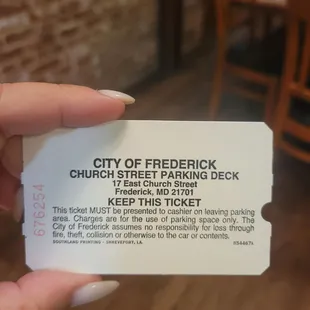 CITY OF FREDERICK
CHURCH STREET PARKING DECK
17 East Church Street
Frederick, MD 21701
KEEP THIS TICKET
This ticket MUST be presented to cashier on leaving parking
area. Charges are for the use of parking space only. The
City of Frederick assumes no responsibility for loss through
fire, theft, collision or otherwise to the car or contents.
SOUTHLAND PRINTING - SHREVEPORT, LA.
676254